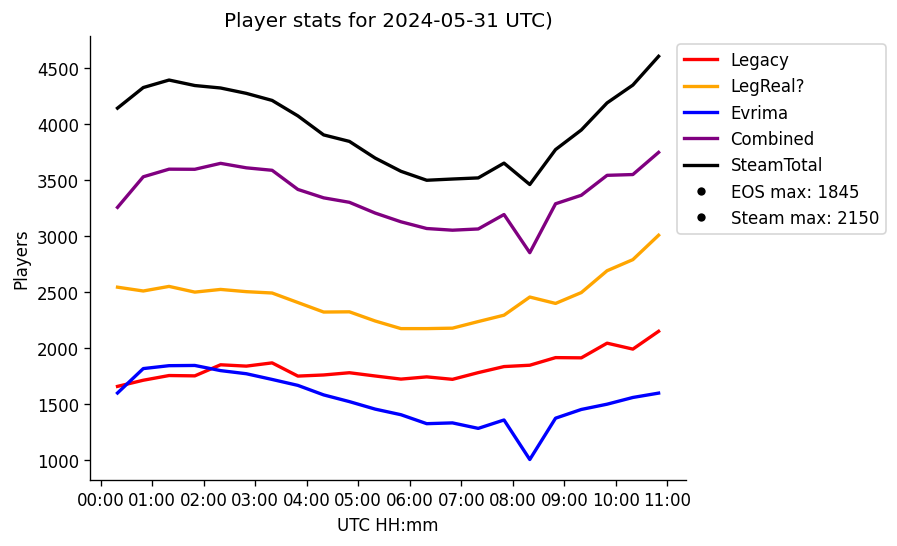 Player stats for 2024-05-31 UTC)
Legacy
LegReal?
Evrima
Combined
SteamTotal
EOS max: 1845
Steam max: 2150
4500
4000
3500
3000
2500
2000
1500
1000
Players
00:00 01:00 02:00 03:00 04:00 05:00 06:00 07:00 08:00 09:00 10:00 11:00
UTC HH:mm